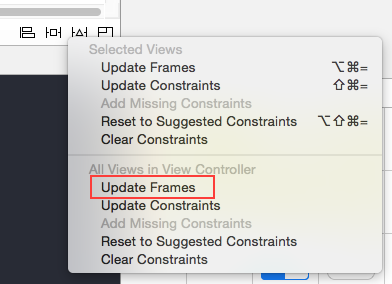 Selected Views
Update Frames ⌥⌘=
Update Constraints ⇧⌘=
Add Missing Constraints
Reset to Suggested Constraints ⌥⇧⌘=
Clear Constraints
All Views in View Controller
Update Frames
Update Constraints
Add Missing Constraints
Reset to Suggested Constraints
Clear Constraints